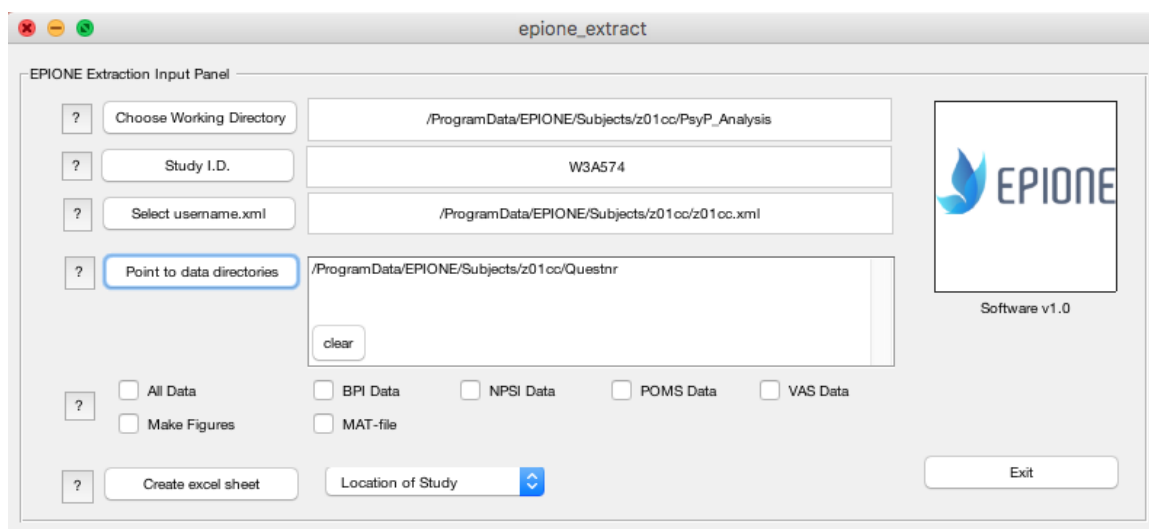 epione_extract
EPIONE Extraction Input Panel
? Choose Working Directory /ProgramData/EPIONE/Subjects/z01cc/PsyP_Analysis
? Study I.D. W3A574
? Select username.xml /ProgramData/EPIONE/Subjects/z01cc/z01cc.xml
EPIONE
? Point to data directories /ProgramData/EPIONE/Subjects/z01cc/Questnr
Software v1.0
clear
? All Data BPI Data NPSI Data POMS Data VAS Data
Make Figures MAT-file
? Create excel sheet Location of Study Exit